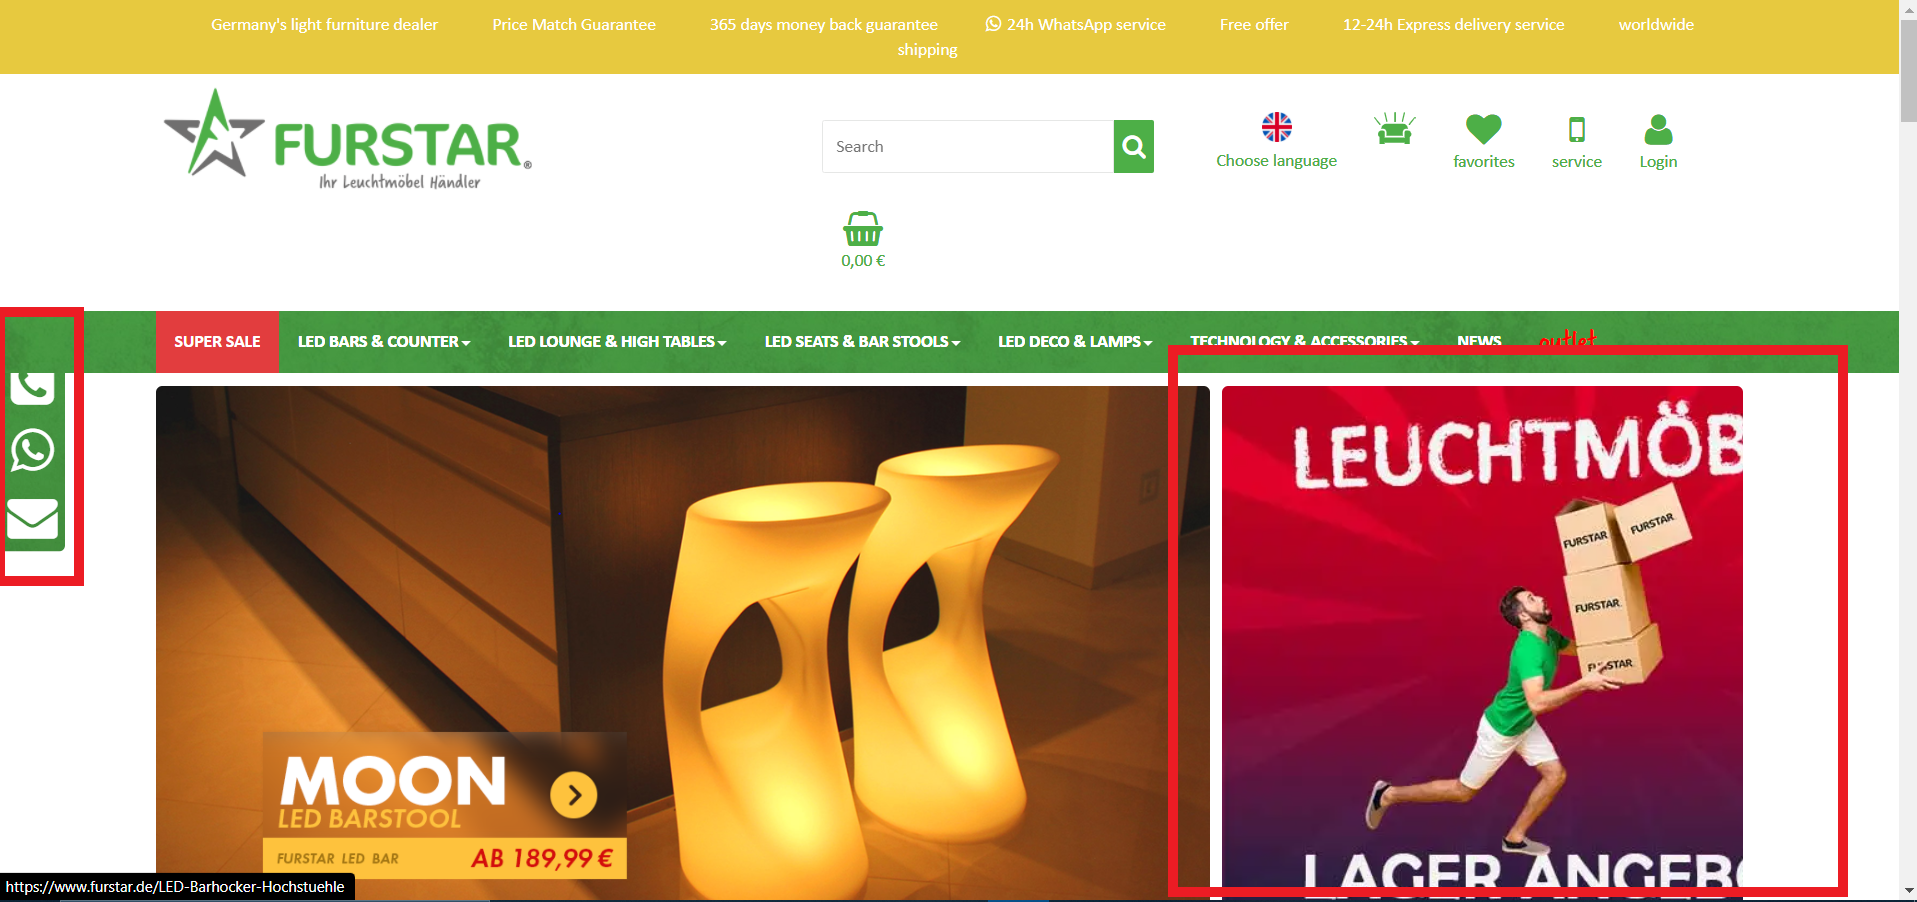 Germany's light furniture dealer Price Match Guarantee 365 days money back guarantee 24h WhatsApp service Free offer 12-24h Express delivery service worldwide
shipping
FURSTAR®
Ihr Leuchtmöbel Händler
Search
Choose language
favorites
service
Login
0,00 €
SUPER SALE LED BARS & COUNTER LED LOUNGE & HIGH TABLES LED SEATS & BAR STOOLS LED DECO & LAMPS TECHNOLOGY & ACCESSORIES NEWS outlet
MOON
LED BARSTOOL
FURSTAR LED BAR AB 189,99 €
LEUCHTMÖB
FURSTAR
FURSTAR
FURSTAR
FURSTAR
LAGER ANGEB
https://www.furstar.de/LED-Barhocker-Hochstuehle